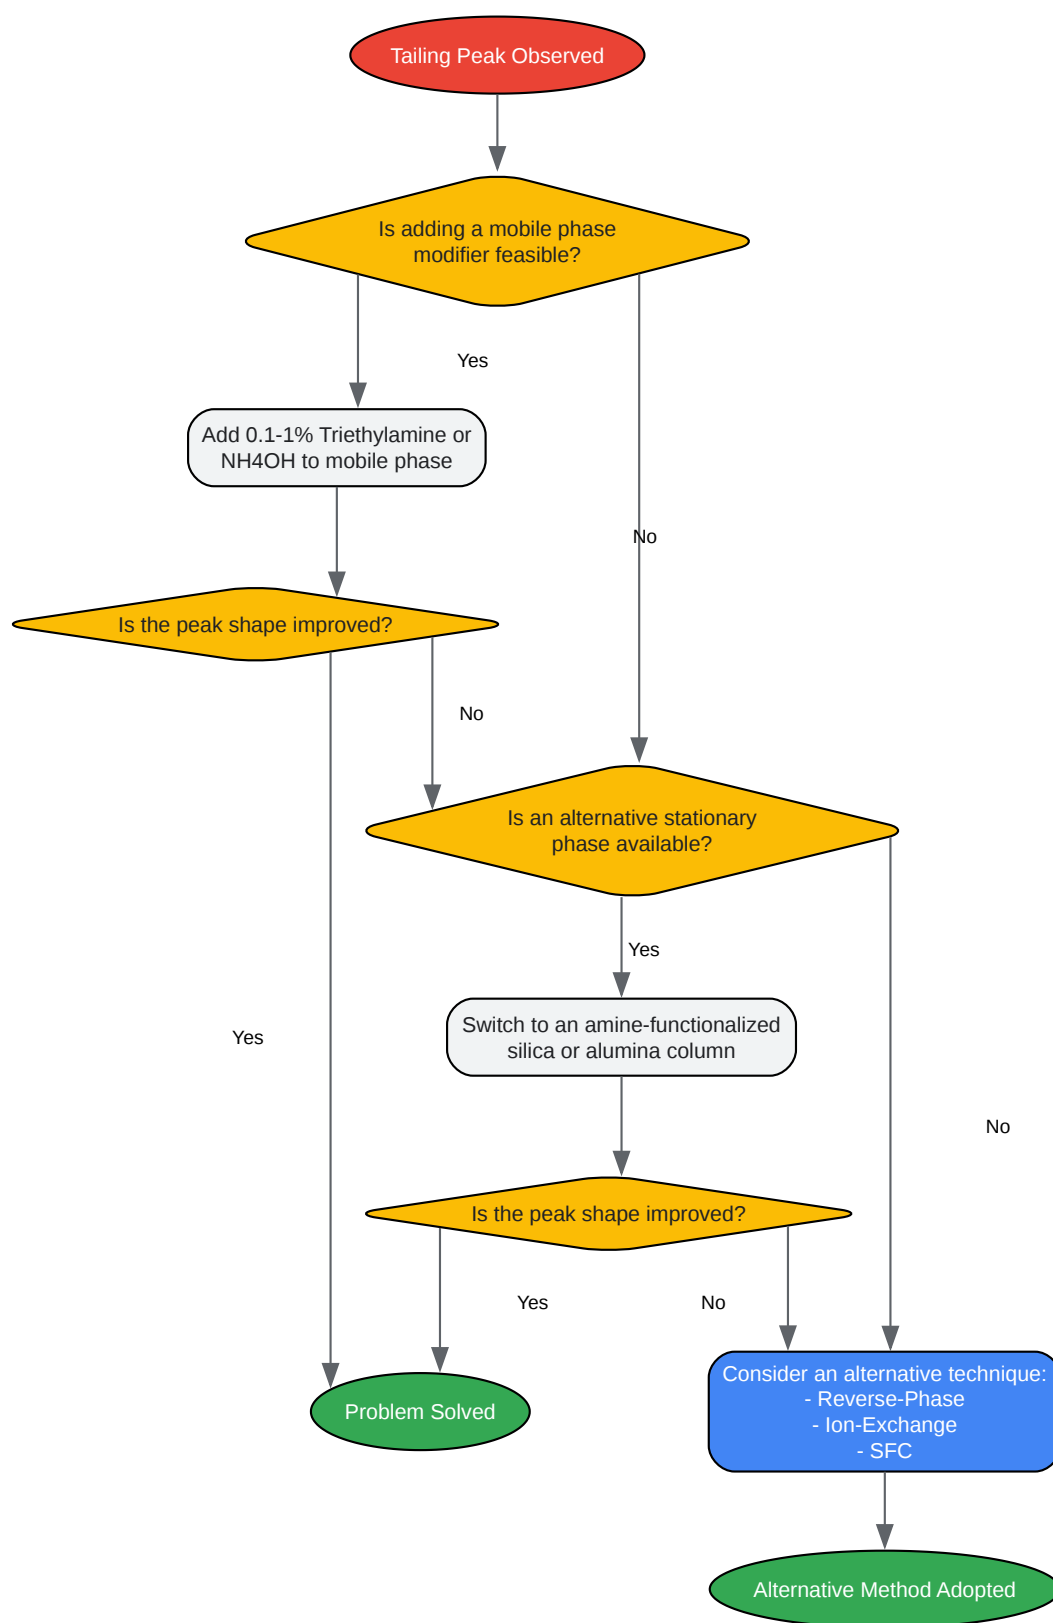 Tailing Peak Observed
Is adding a mobile phase
modifier feasible?
Yes
Add 0.1-1% Triethylamine or
NH4OH to mobile phase
No
Is the peak shape improved?
No
Is an alternative stationary
phase available?
Yes
Switch to an amine-functionalized
silica or alumina column
Yes
No
Is the peak shape improved?
Yes
No
Consider an alternative technique:
- Reverse-Phase
- Ion-Exchange
- SFC
Problem Solved
Alternative Method Adopted